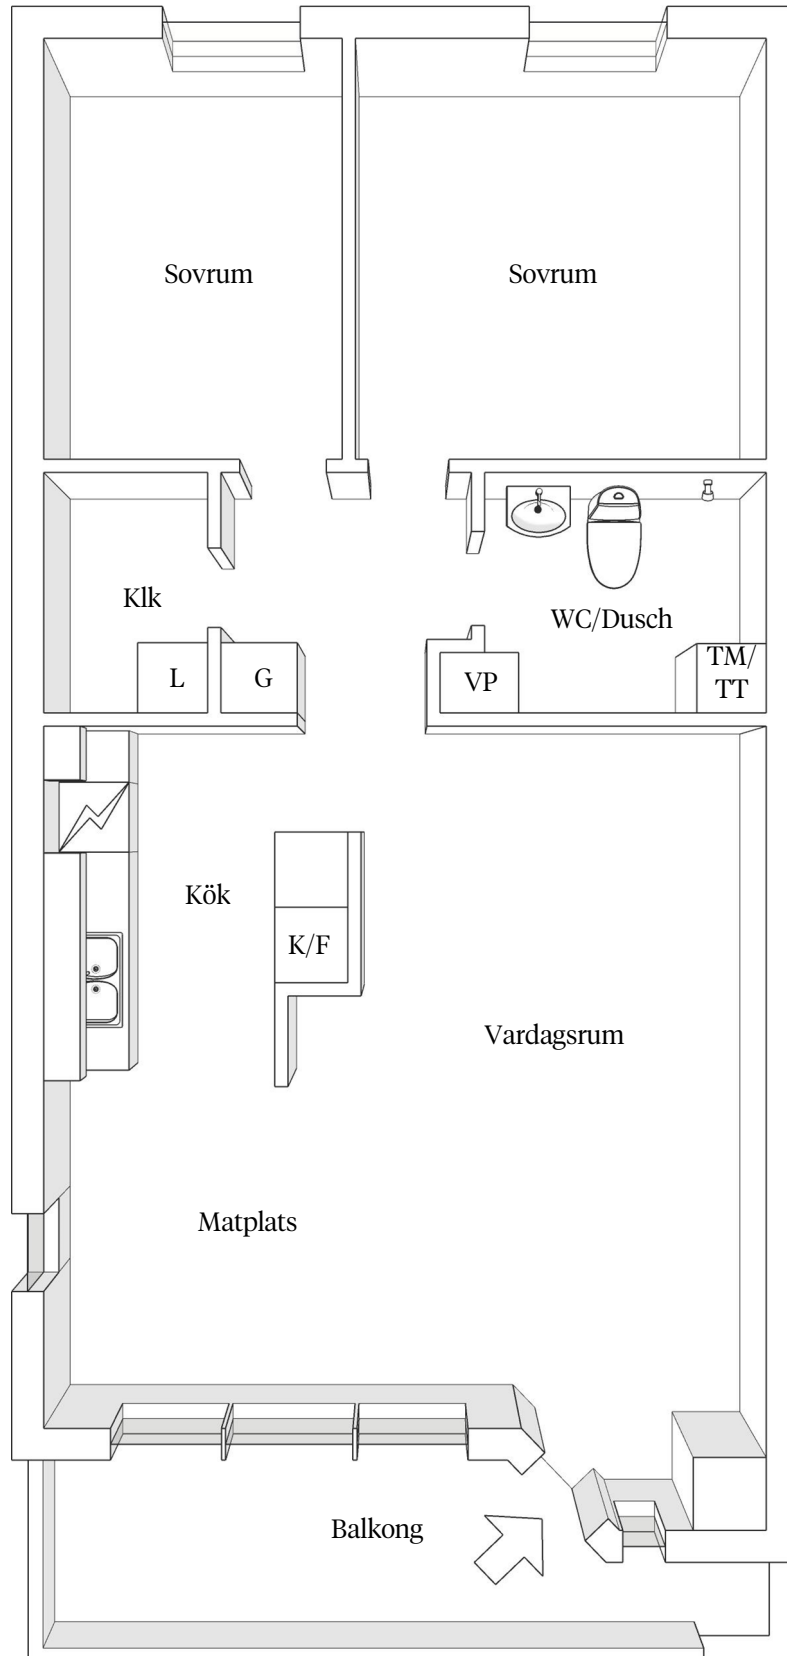 Sovrum
Sovrum
Klk
WC/Dusch
L
G
VP
TM/
TT
Kök
K/F
Vardagsrum
Matplats
Balkong